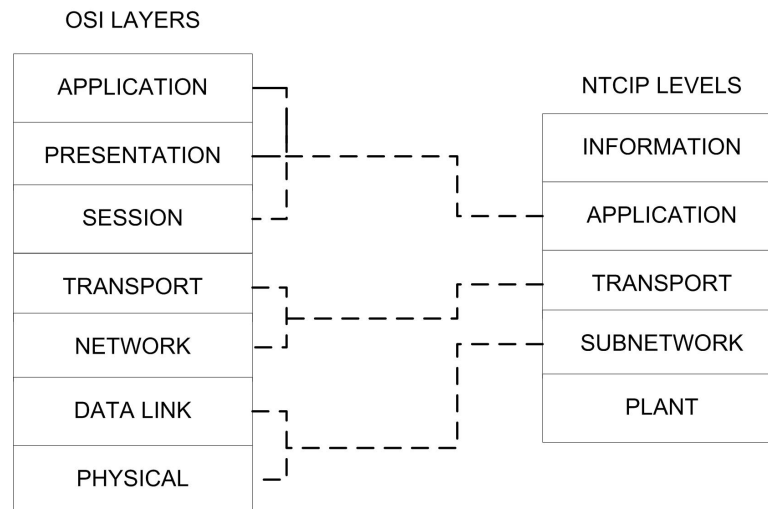 OSI LAYERS
APPLICATION
PRESENTATION
SESSION
TRANSPORT
NETWORK
DATA LINK
PHYSICAL
NTCIP LEVELS
INFORMATION
APPLICATION
TRANSPORT
SUBNETWORK
PLANT